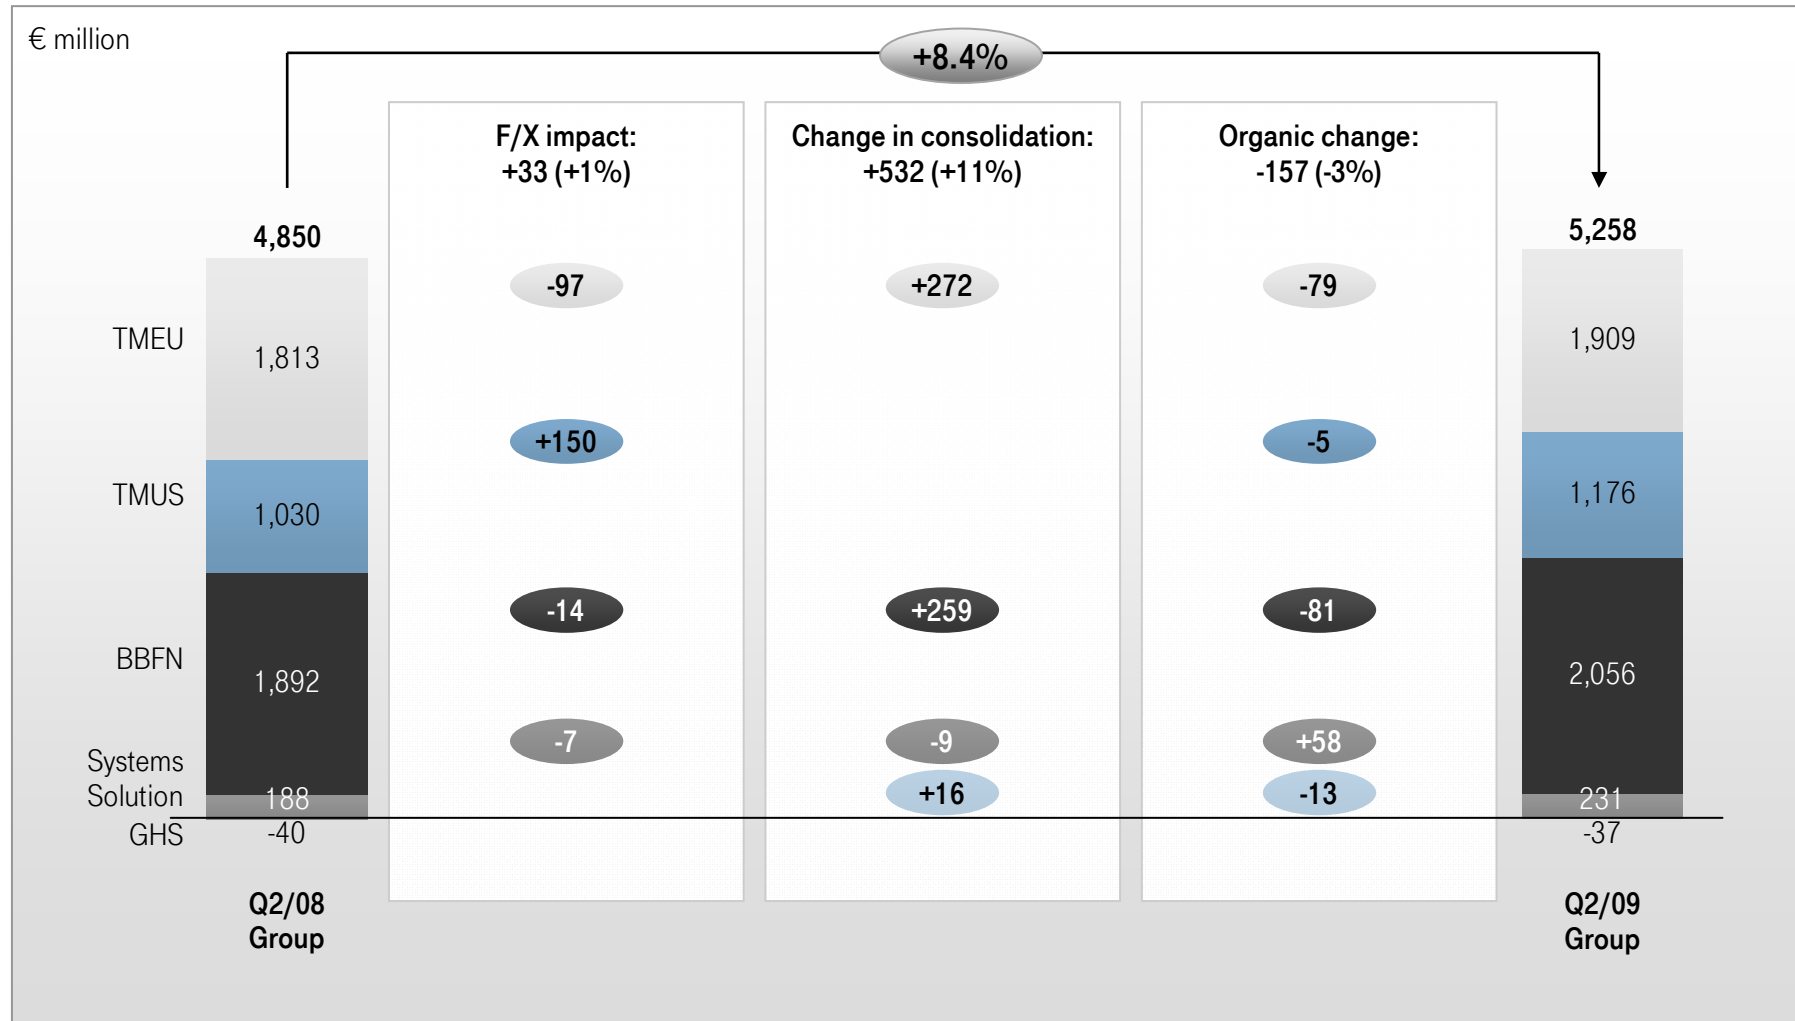 € million
+8.4%
F/X impact:
+33 (+1%)
Change in consolidation:
+532 (+11%)
Organic change:
-157 (-3%)
4,850
5,258
-97
+272
-79
TMEU
1,813
1,909
+150
-5
TMUS
1,030
1,176
-14
+259
-81
BBFN
1,892
2,056
-7
-9
+58
Systems
Solution
188
+16
-13
231
GHS
-40
-37
Q2/08
Group
Q2/09
Group